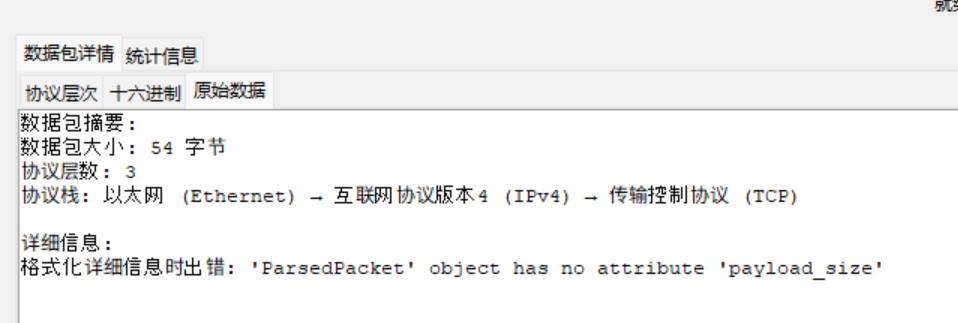 数据包详情 统计信息
协议层次 十六进制 原始数据
数据包摘要:
数据包大小: 54 字节
协议层数: 3
协议栈: 以太网 (Ethernet) → 互联网协议版本4 (IPv4) → 传输控制协议 (TCP)
详细信息:
格式化详细信息时出错: 'ParsedPacket' object has no attribute 'payload_size'